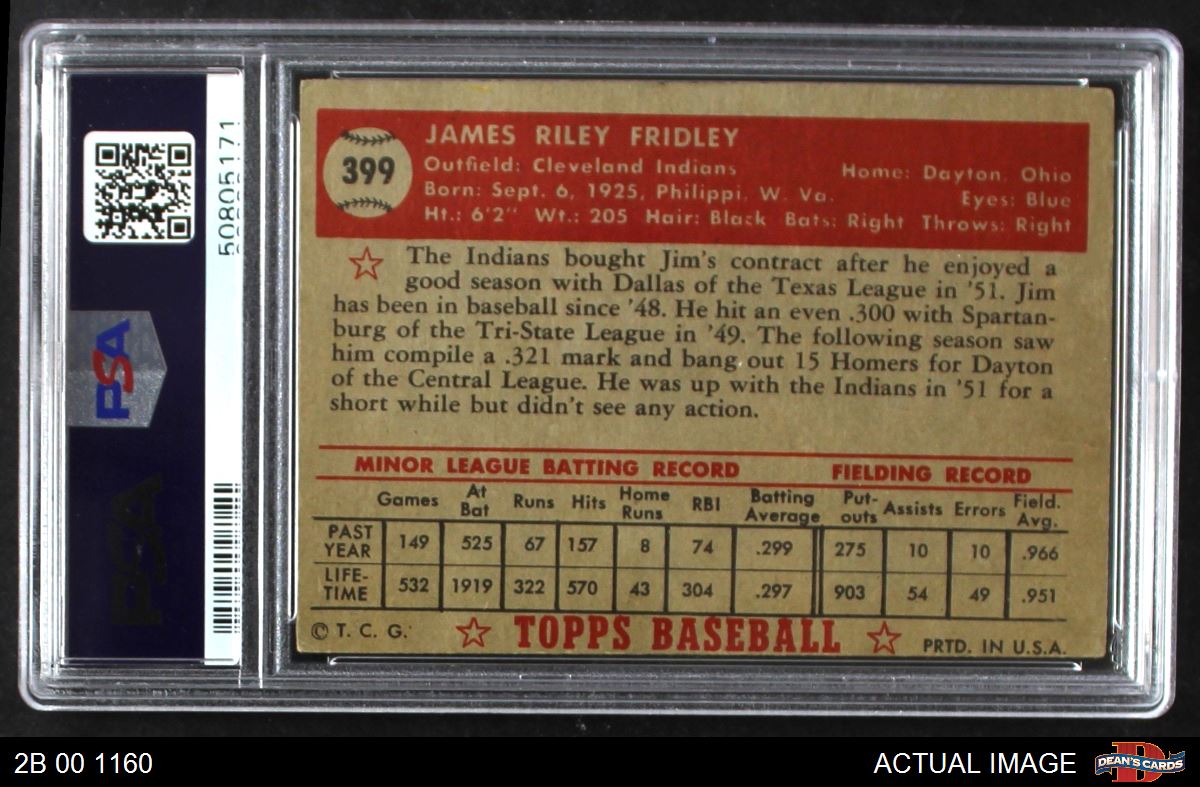 50805171
PSA
PSA
399
JAMES RILEY FRIDLEY
Outfield: Cleveland Indians Home: Dayton, Ohio
Born: Sept. 6, 1925, Philippi, W. Va. Eyes: Blue
Ht.: 6'2" Wt.: 205 Hair: Black Bats: Right Throws: Right
The Indians bought Jim's contract after he enjoyed a
good season with Dallas of the Texas League in '51. Jim
has been in baseball since '48. He hit an even .300 with Spartan-
burg of the Tri-State League in '49. The following season saw
him compile a .321 mark and bang out 15 Homers for Dayton
of the Central League. He was up with the Indians in '51 for a
short while but didn't see any action.
MINOR LEAGUE BATTING RECORD FIELDING RECORD
Games At Bat Runs Hits Home Runs RBI Batting Average Put-outs Assists Errors Field. Avg.
PAST YEAR 149 525 67 157 8 74 .299 275 10 10 .966
LIFE-TIME 532 1919 322 570 43 304 .297 903 54 49 .951
© T. C. G. TOPPS BASEBALL PRTD. IN U.S.A.
2B 00 1160 ACTUAL IMAGE DEAN'S CARDS